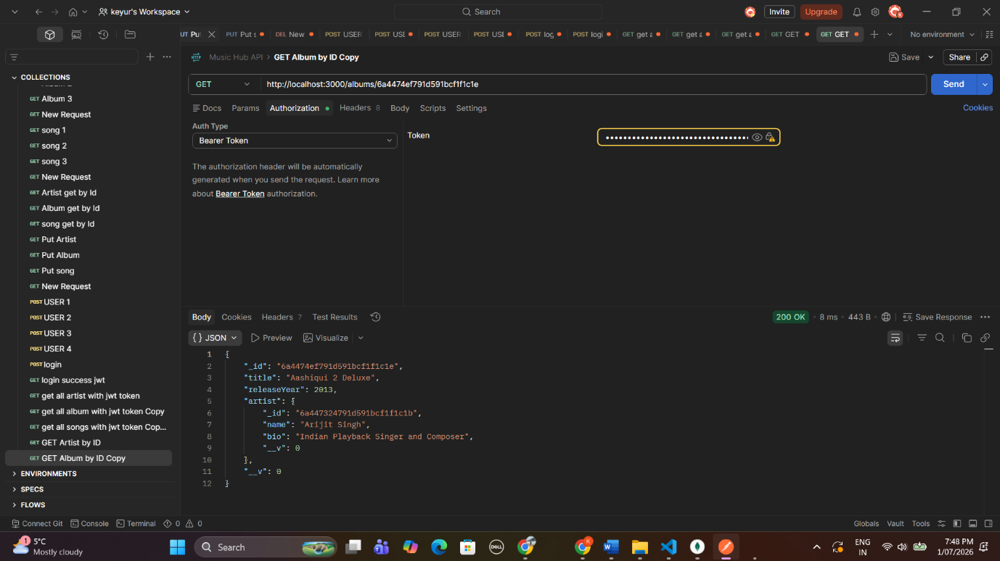 keyur's Workspace
Search
Invite
Upgrade
UT Pu
PUT Put s
DEL New
POST USER
POST USI
POST USER
POST USI
POST log
POST logi
GET get a
GET get a
GET get a
GET GET
GET GET
No environment
Music Hub API > GET Album by ID Copy
Save
Share
COLLECTIONS
GET Album 3
GET New Request
GET song 1
GET song 2
GET song 3
GET New Request
GET Artist get by Id
GET Album get by Id
GET song get by Id
GET Put Artist
GET Put Album
GET Put song
GET New Request
POST USER 1
POST USER 2
POST USER 3
POST USER 4
POST login
GET login success jwt
GET get all artist with jwt token
GET get all album with jwt token Copy
GET get all songs with jwt token Cop...
GET GET Artist by ID
GET GET Album by ID Copy
ENVIRONMENTS
SPECS
FLOWS
GET
http://localhost:3000/albums/6a4474ef791d591bcf1f1c1e
Send
Docs
Params
Authorization
Headers 8
Body
Scripts
Settings
Cookies
Auth Type
Bearer Token
The authorization header will be automatically
generated when you send the request. Learn more
about Bearer Token authorization.
Token
Body
Cookies
Headers 7
Test Results
200 OK
8 ms
443 B
e.g. Save Response
{} JSON
Preview
Visualize
1 {
2 "_id": "6a4474ef791d591bcf1f1c1e",
3 "title": "Aashiqui 2 Deluxe",
4 "releaseYear": 2013,
5 "artist": {
6 "_id": "6a447324791d591bcf1f1c1b",
7 "name": "Arijit Singh",
8 "bio": "Indian Playback Singer and Composer",
9 "__v": 0
10 },
11 "__v": 0
12 }
Connect Git
Console
Terminal
0
0
Globals
Vault
Tools
1
5°C
Mostly cloudy
Search
DELL
K
W
ENG
IN
7:48 PM
1/07/2026